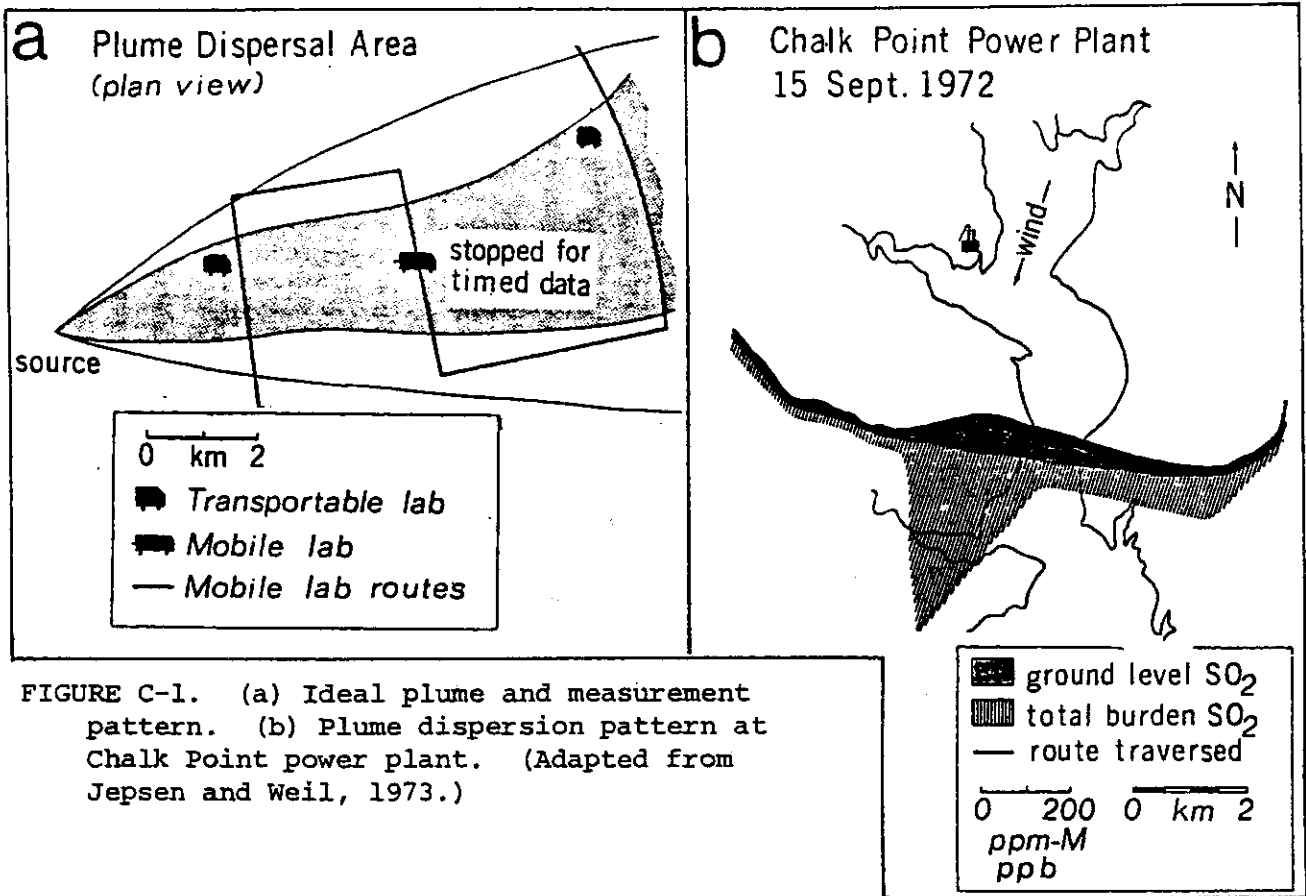 a Plume Dispersal Area
(plan view)
stopped for
timed data
source
0 km 2
Transportable lab
Mobile lab
Mobile lab routes
b Chalk Point Power Plant
15 Sept. 1972
N
wind
ground level SO₂
total burden SO₂
route traversed
0 200 0 km 2
ppm-M
ppb
FIGURE C-1. (a) Ideal plume and measurement
pattern. (b) Plume dispersion pattern at
Chalk Point power plant. (Adapted from
Jepsen and Weil, 1973.)